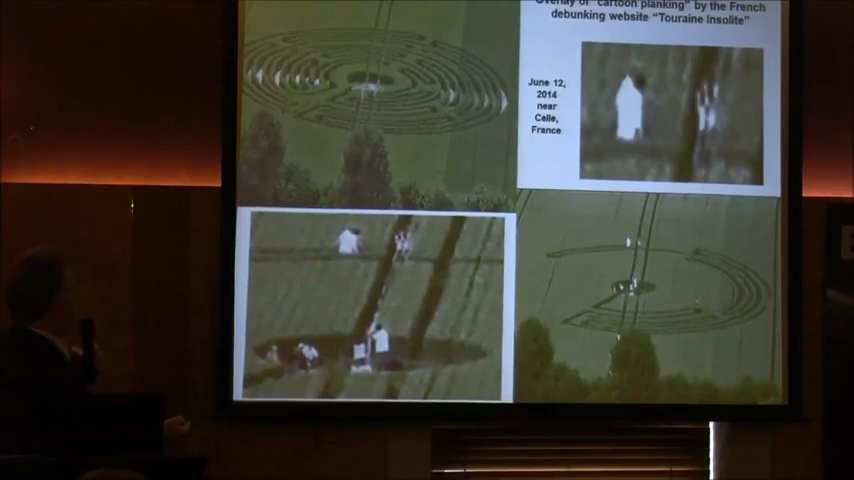 Overlay of "cartoon planking" by the French
debunking website "Touraine Insolite"
June 12,
2014
near
Celle,
France